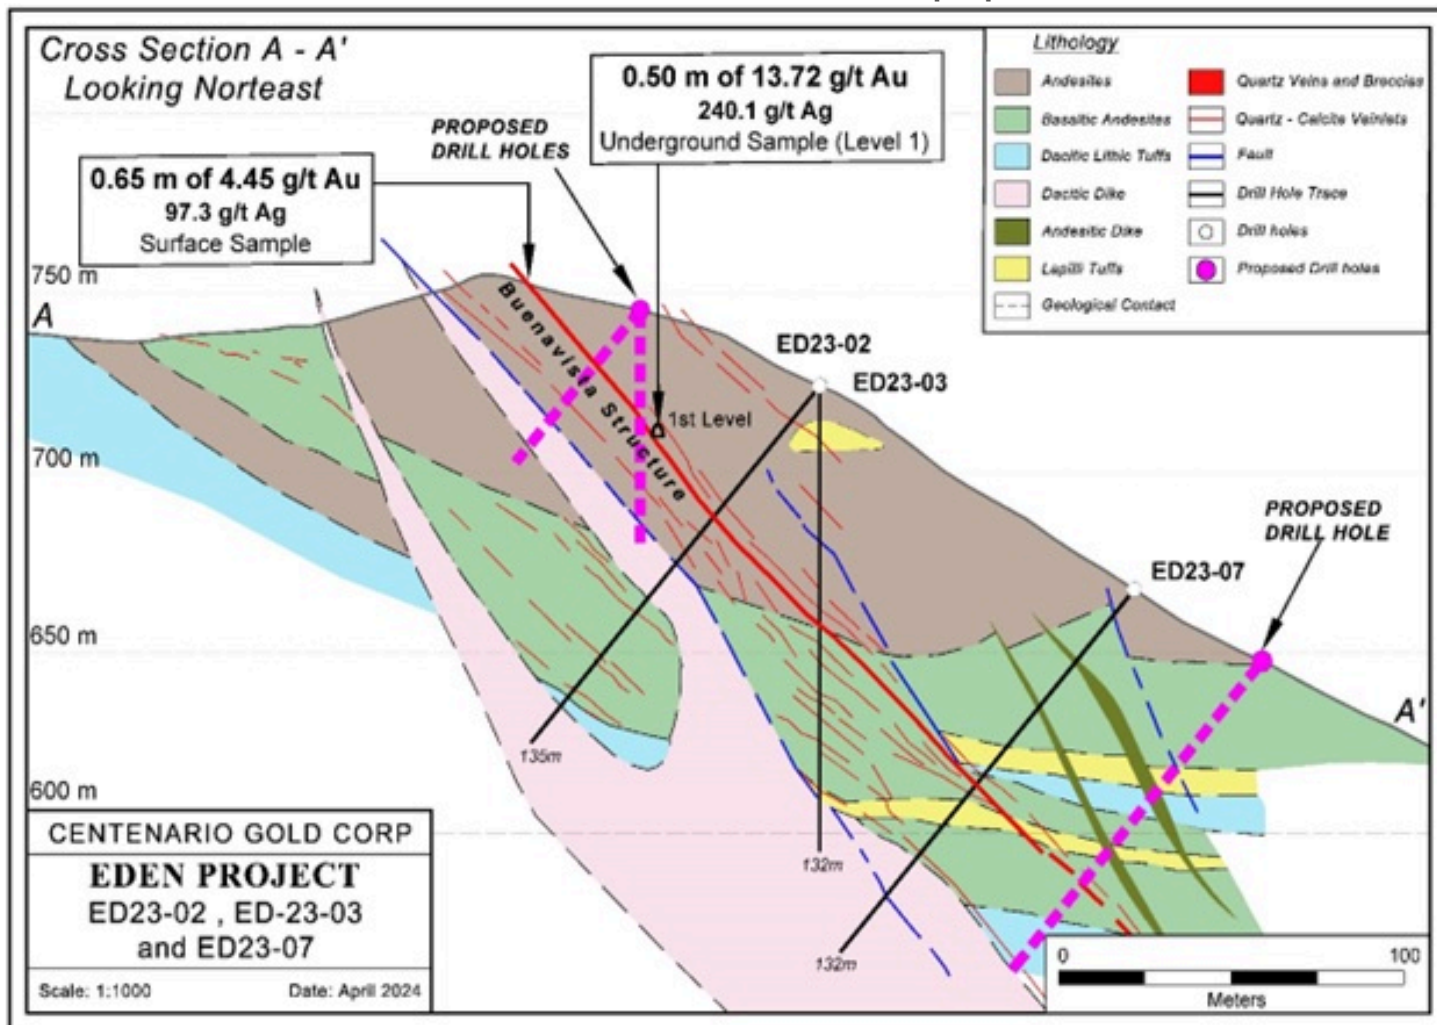 Cross Section A - A'
Looking Norteast
0.50 m of 13.72 g/t Au
240.1 g/t Ag
Underground Sample (Level 1)
PROPOSED
DRILL HOLES
0.65 m of 4.45 g/t Au
97.3 g/t Ag
Surface Sample
Lithology
Andesites
Basaltic Andesites
Dacitic Lithic Tuffs
Dacitic Dike
Andesitic Dike
Lapilli Tuffs
Geological Contact
Quartz Veins and Breccias
Quartz - Calcite Veinlets
Fault
Drill Hole Trace
Drill holes
Proposed Drill holes
750 m
A
Buenavista Structure
1st Level
ED23-02
ED23-03
700 m
PROPOSED
DRILL HOLE
ED23-07
650 m
A'
135m
600 m
132m
132m
CENTENARIO GOLD CORP
EDEN PROJECT
ED23-02 , ED-23-03
and ED23-07
Scale: 1:1000
Date: April 2024
0
100
Meters